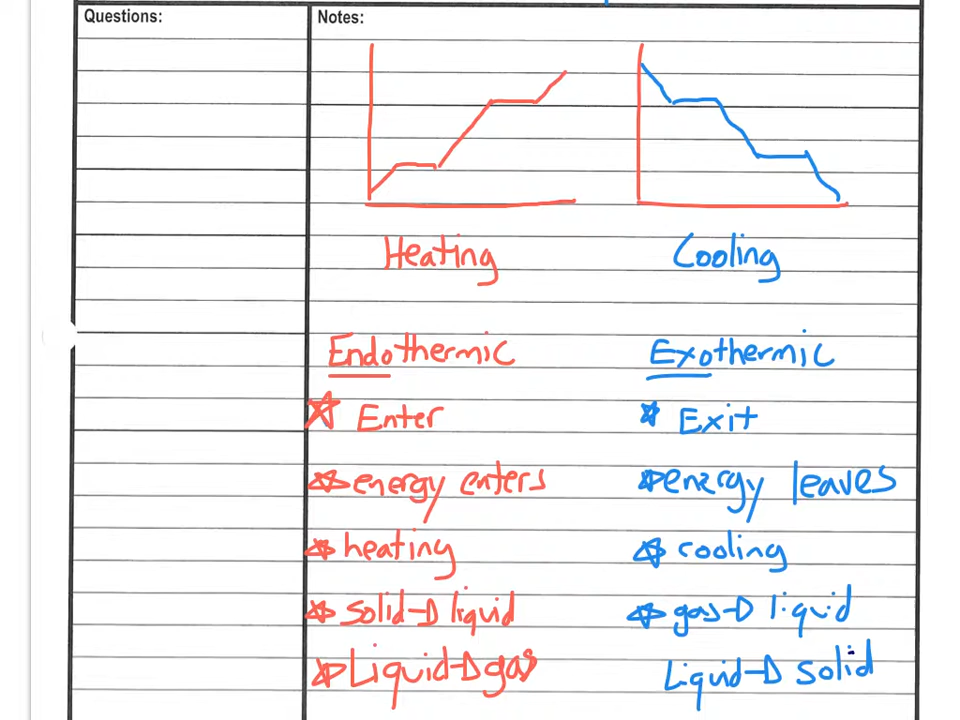 Questions:
Notes:
Heating
Cooling
Endothermic
Exothermic
Enter
Exit
energy enters
energy leaves
heating
cooling
solid→ liquid
gas→ liquid
Liquid→gas
Liquid→ solid